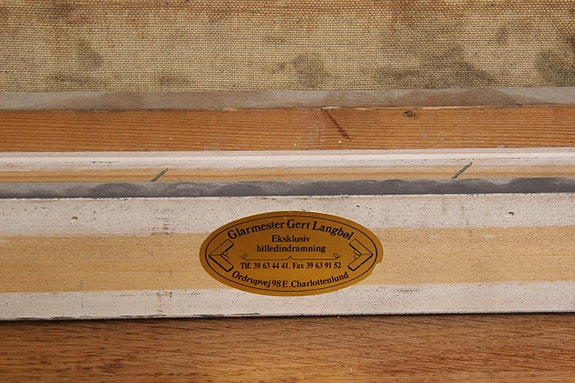 Glarmester Gert Langbøl
Eksklusiv
billedindramning
Tlf. 39 63 44 41. Fax 39 63 91 52
Ordrupvej 98 E. Charlottenlund